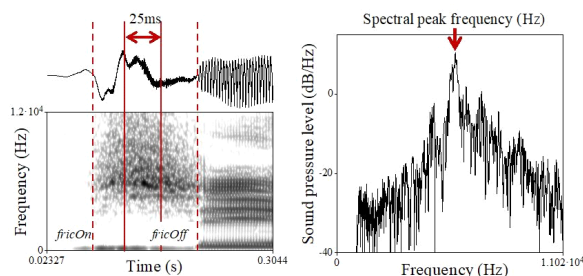 25ms
1.2·10⁴
Frequency (Hz)
0
fricOn
fricOff
0.02327
Time (s)
0.3044
Spectral peak frequency (Hz)
Sound pressure level (dB/Hz)
0
-20
-40
0
Frequency (Hz)
1.102·10⁴